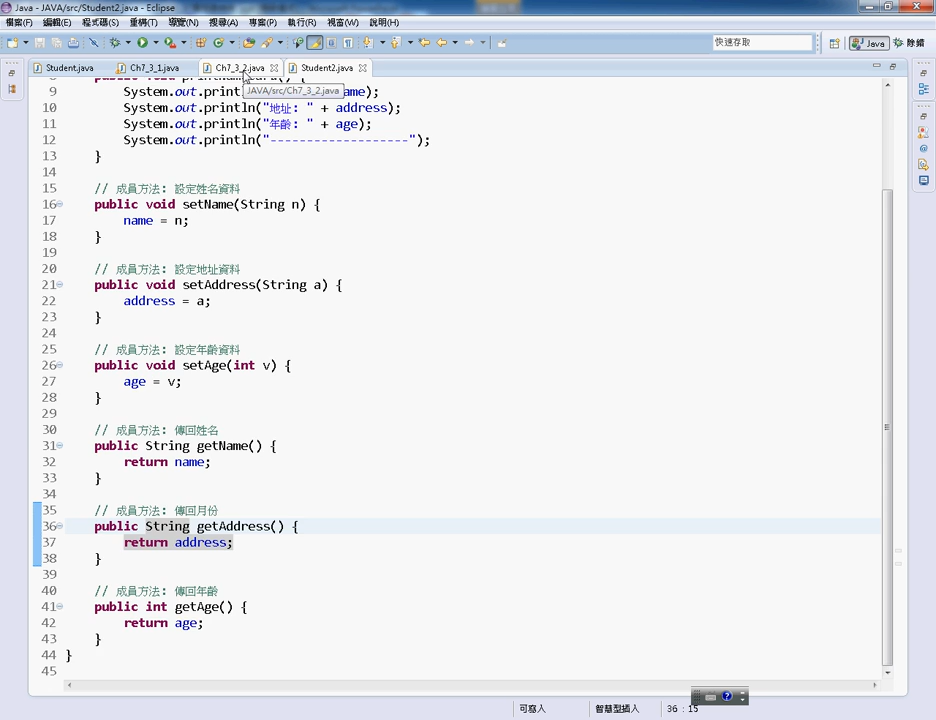 Java - JAVA/src/Student2.java - Eclipse
檔案(F) 編輯(E) 程式碼(S) 重構(T) 導覽(N) 搜尋(A) 專案(P) 執行(R) 視窗(W) 說明(H)
快速存取 Java 除錯
Student.java Ch7_3_1.java Ch7_3_2.java Student2.java
JAVA/src/Ch7_3_2.java
9 System.out.printl ame);
10 System.out.println("地址: " + address);
11 System.out.println("年齡: " + age);
12 System.out.println("-------------------");
13 }
14
15 // 成員方法: 設定姓名資料
16 public void setName(String n) {
17 name = n;
18 }
19
20 // 成員方法: 設定地址資料
21 public void setAddress(String a) {
22 address = a;
23 }
24
25 // 成員方法: 設定年齡資料
26 public void setAge(int v) {
27 age = v;
28 }
29
30 // 成員方法: 傳回姓名
31 public String getName() {
32 return name;
33 }
34
35 // 成員方法: 傳回月份
36 public String getAddress() {
37 return address;
38 }
39
40 // 成員方法: 傳回年齡
41 public int getAge() {
42 return age;
43 }
44 }
45
可寫入 智慧型插入 36 : 15